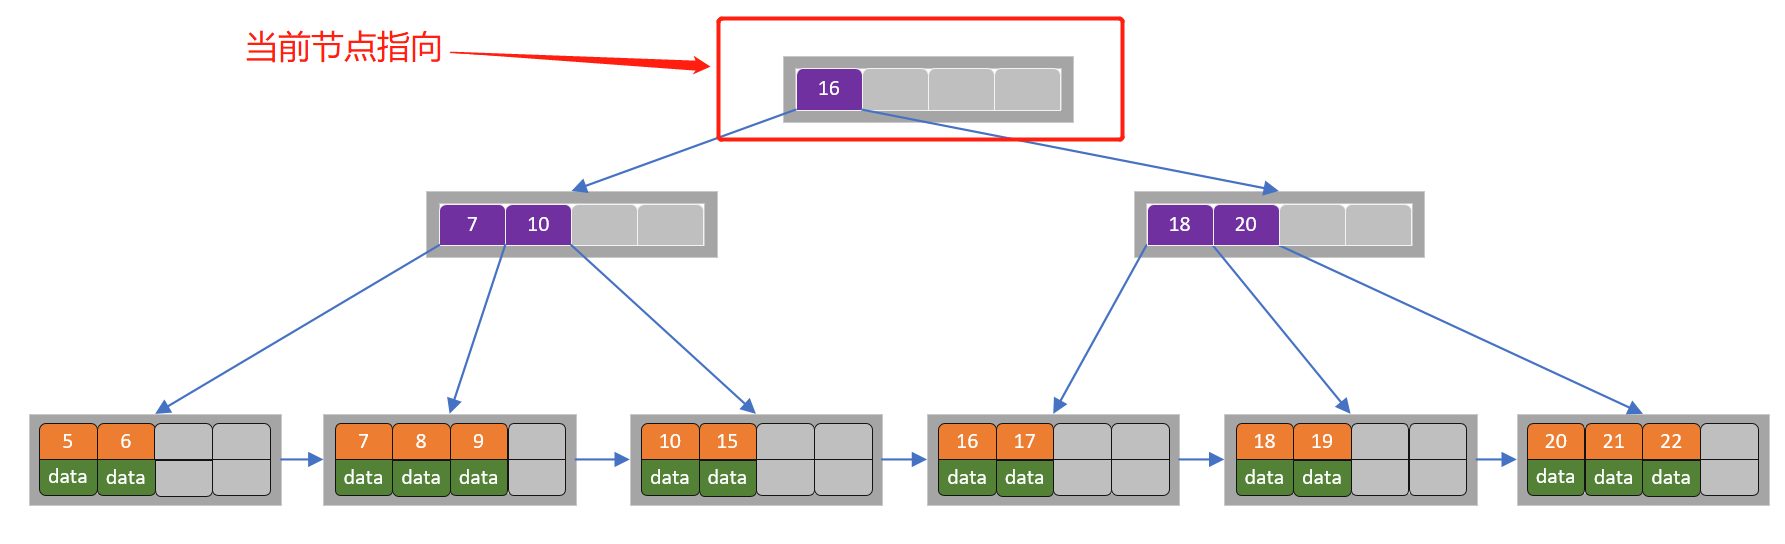 当前节点指向
16
7 10
18 20
5 6
data data
7 8 9
data data data
10 15
data data
16 17
data data
18 19
data data
20 21 22
data data data